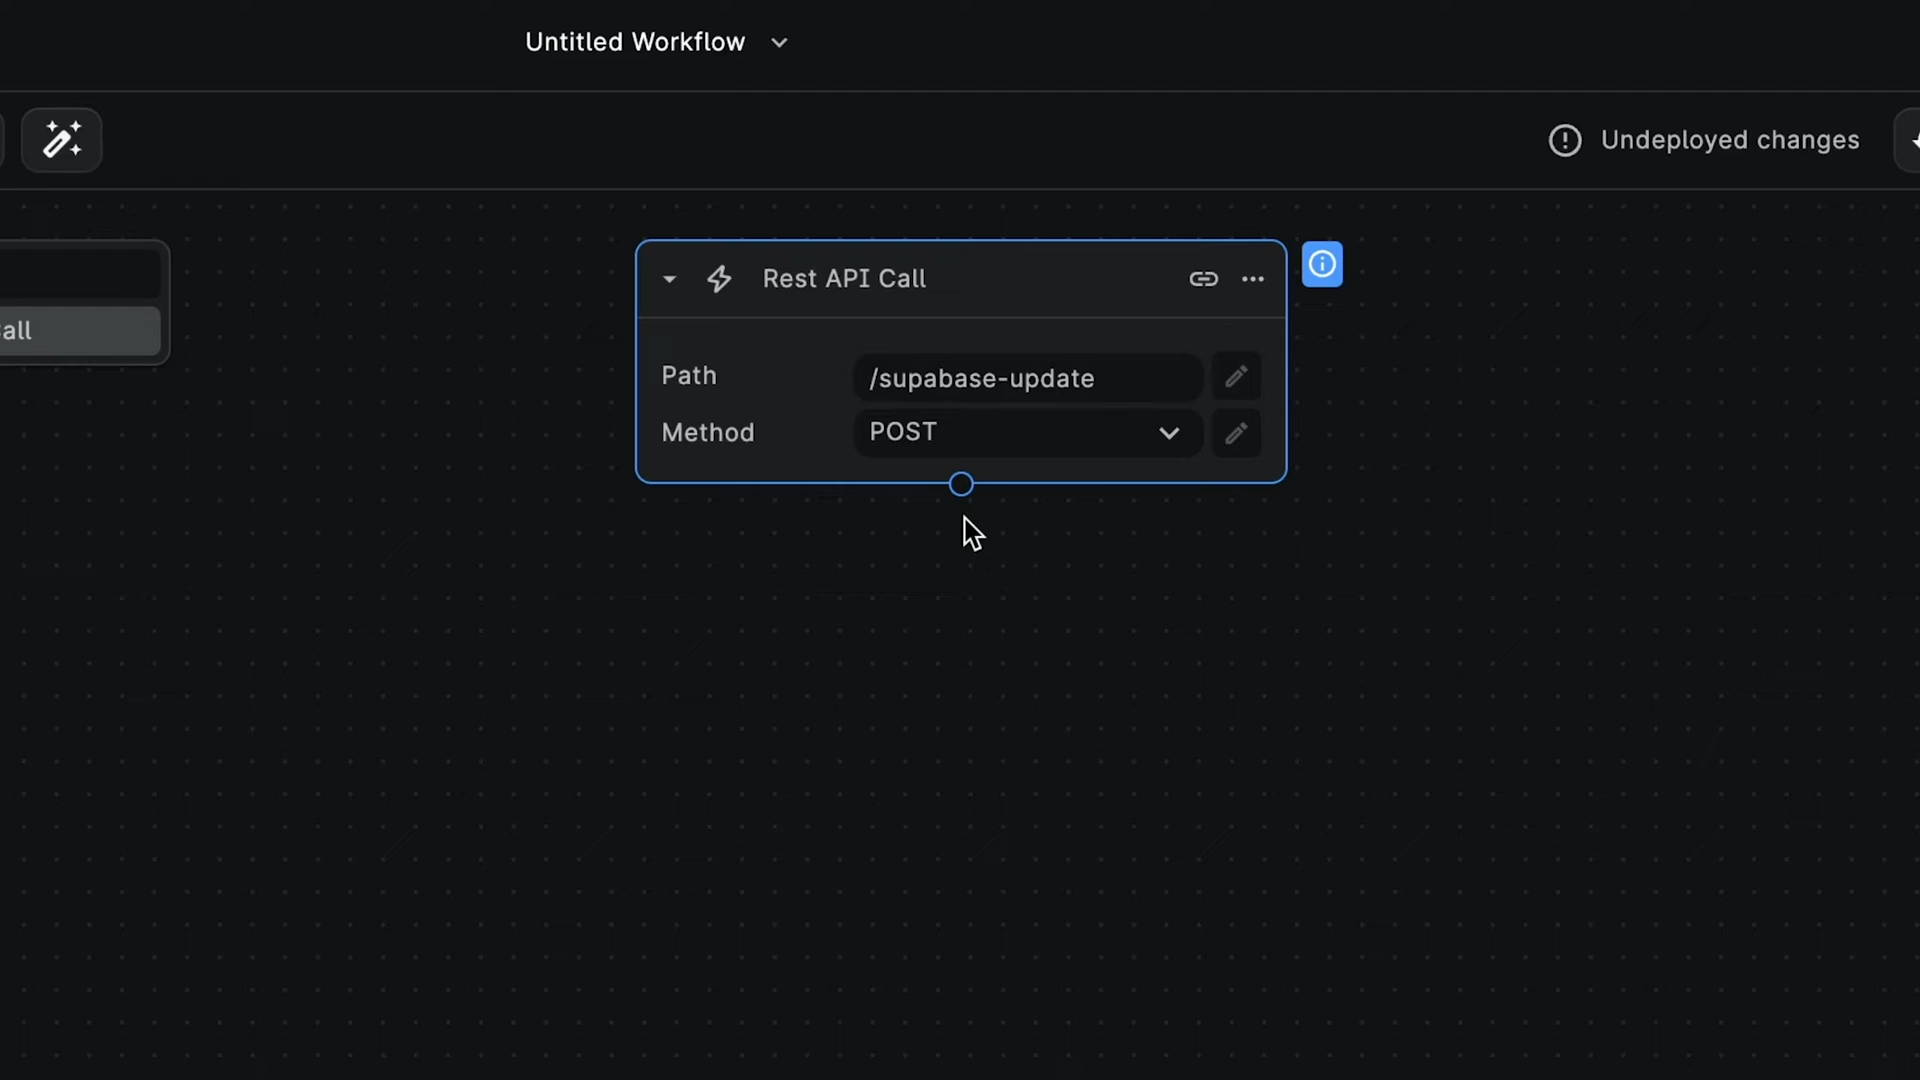 Untitled Workflow
Undeployed changes
all
Rest API Call
Path
/supabase-update
Method
POST